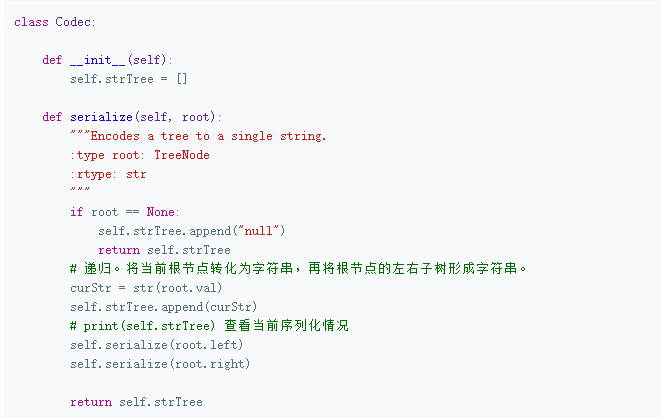 class Codec:
    def __init__(self):
        self.strTree = []
    def serialize(self, root):
        """Encodes a tree to a single string.
        :type root: TreeNode
        :rtype: str
        """
        if root == None:
            self.strTree.append("null")
            return self.strTree
        # 递归。将当前根节点转化为字符串，再将根节点的左右子树形成字符串。
        curStr = str(root.val)
        self.strTree.append(curStr)
        # print(self.strTree) 查看当前序列化情况
        self.serialize(root.left)
        self.serialize(root.right)
        return self.strTree